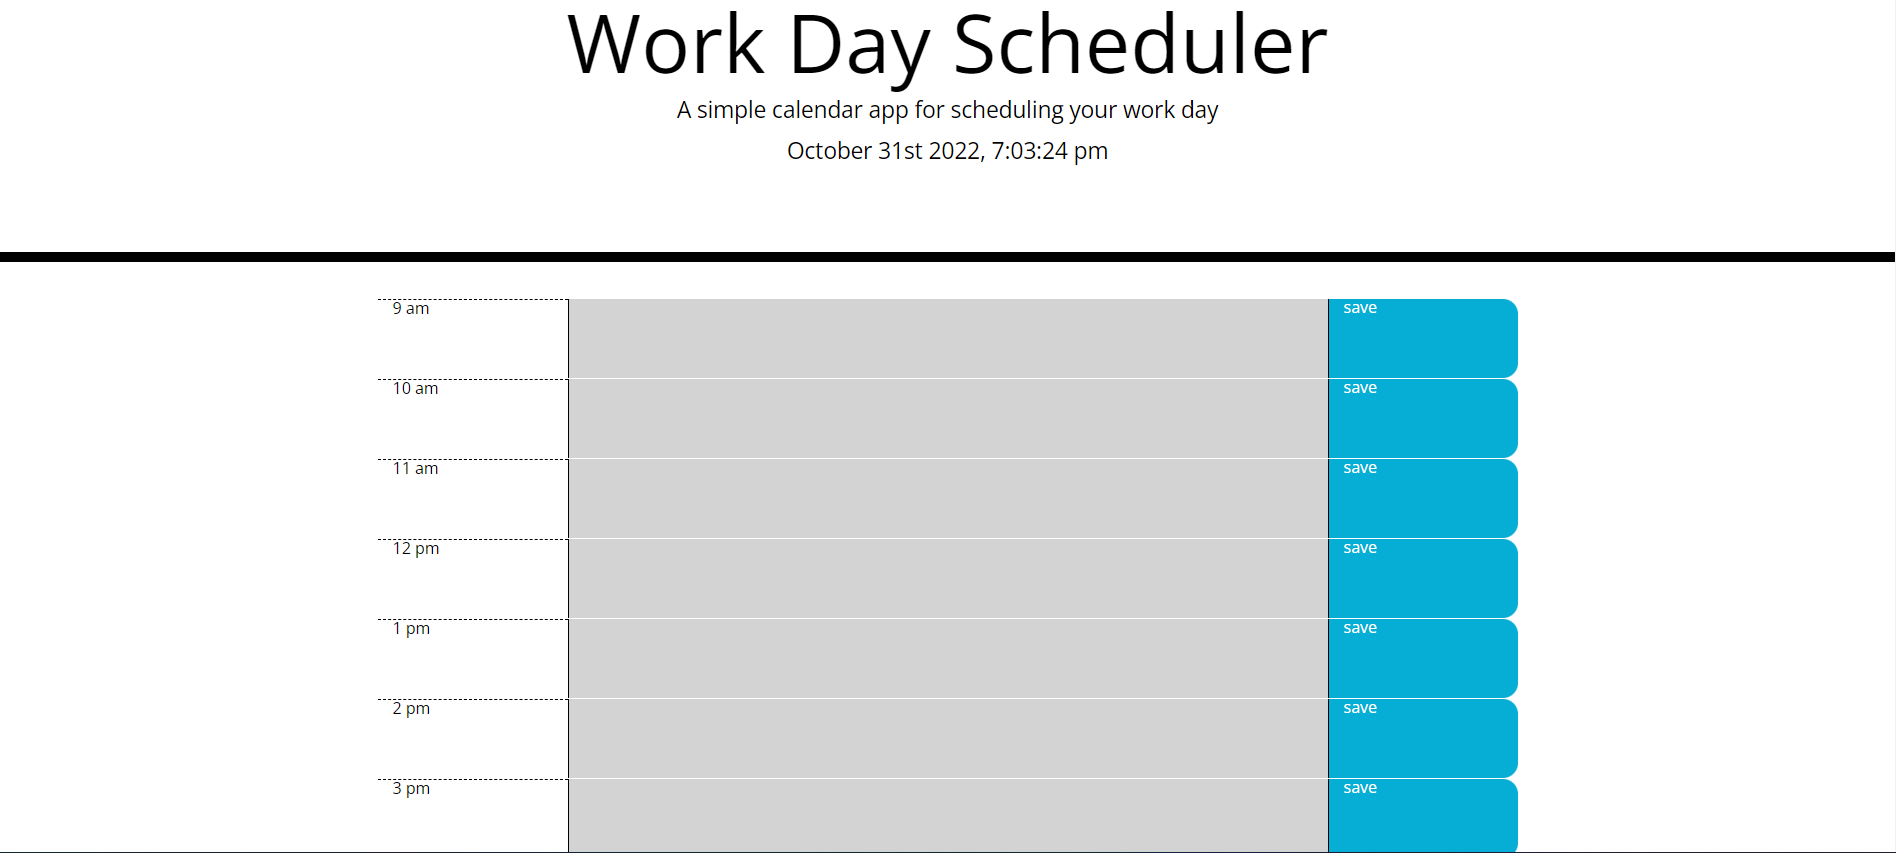 Work Day Scheduler
A simple calendar app for scheduling your work day
October 31st 2022, 7:03:24 pm
9 am save
10 am save
11 am save
12 pm save
1 pm save
2 pm save
3 pm save